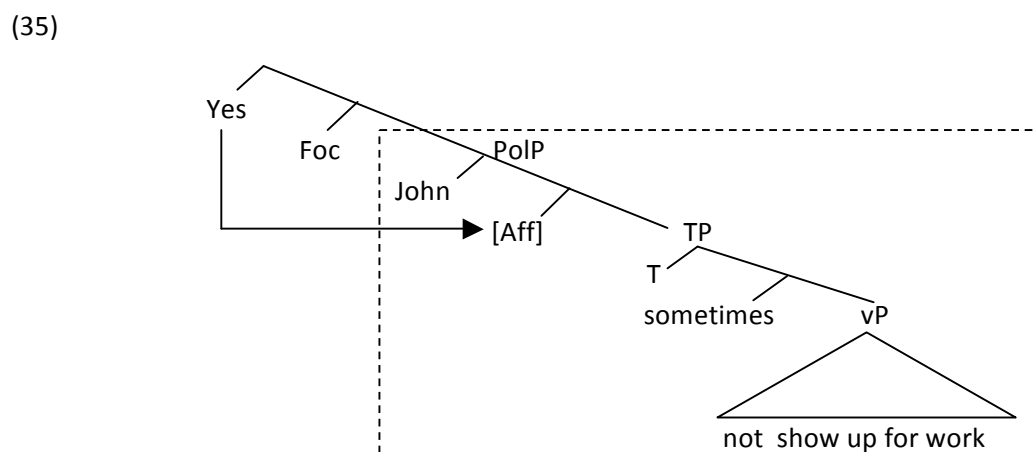 (35)
Yes
Foc
PolP
John
[Aff]
TP
T
sometimes
vP
not show up for work